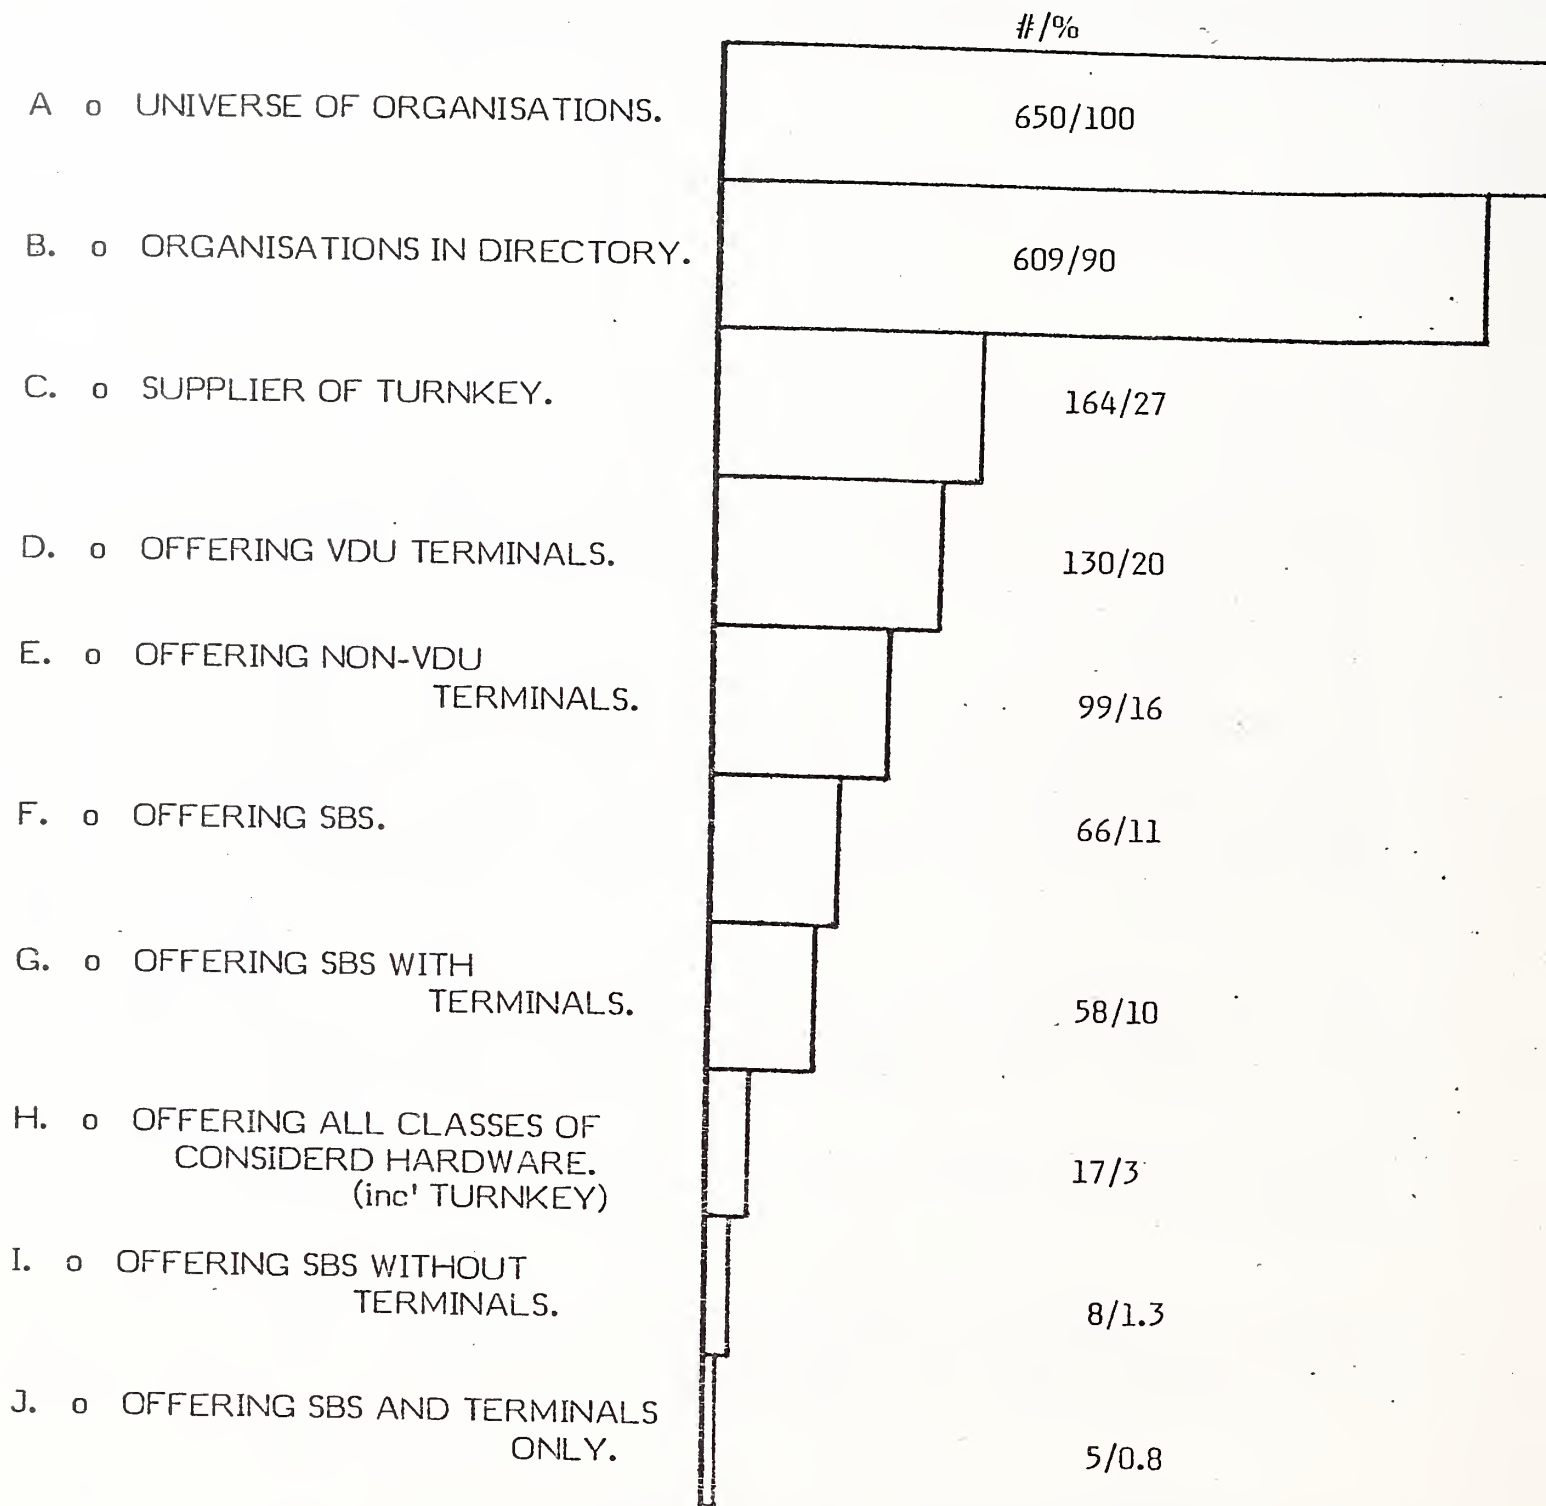 #/%
A o UNIVERSE OF ORGANISATIONS. 650/100
B. o ORGANISATIONS IN DIRECTORY. 609/90
C. o SUPPLIER OF TURNKEY. 164/27
D. o OFFERING VDU TERMINALS. 130/20
E. o OFFERING NON-VDU
TERMINALS. 99/16
F. o OFFERING SBS. 66/11
G. o OFFERING SBS WITH
TERMINALS. 58/10
H. o OFFERING ALL CLASSES OF
CONSIDERD HARDWARE. 17/3
(inc' TURNKEY)
I. o OFFERING SBS WITHOUT
TERMINALS. 8/1.3
J. o OFFERING SBS AND TERMINALS
ONLY. 5/0.8